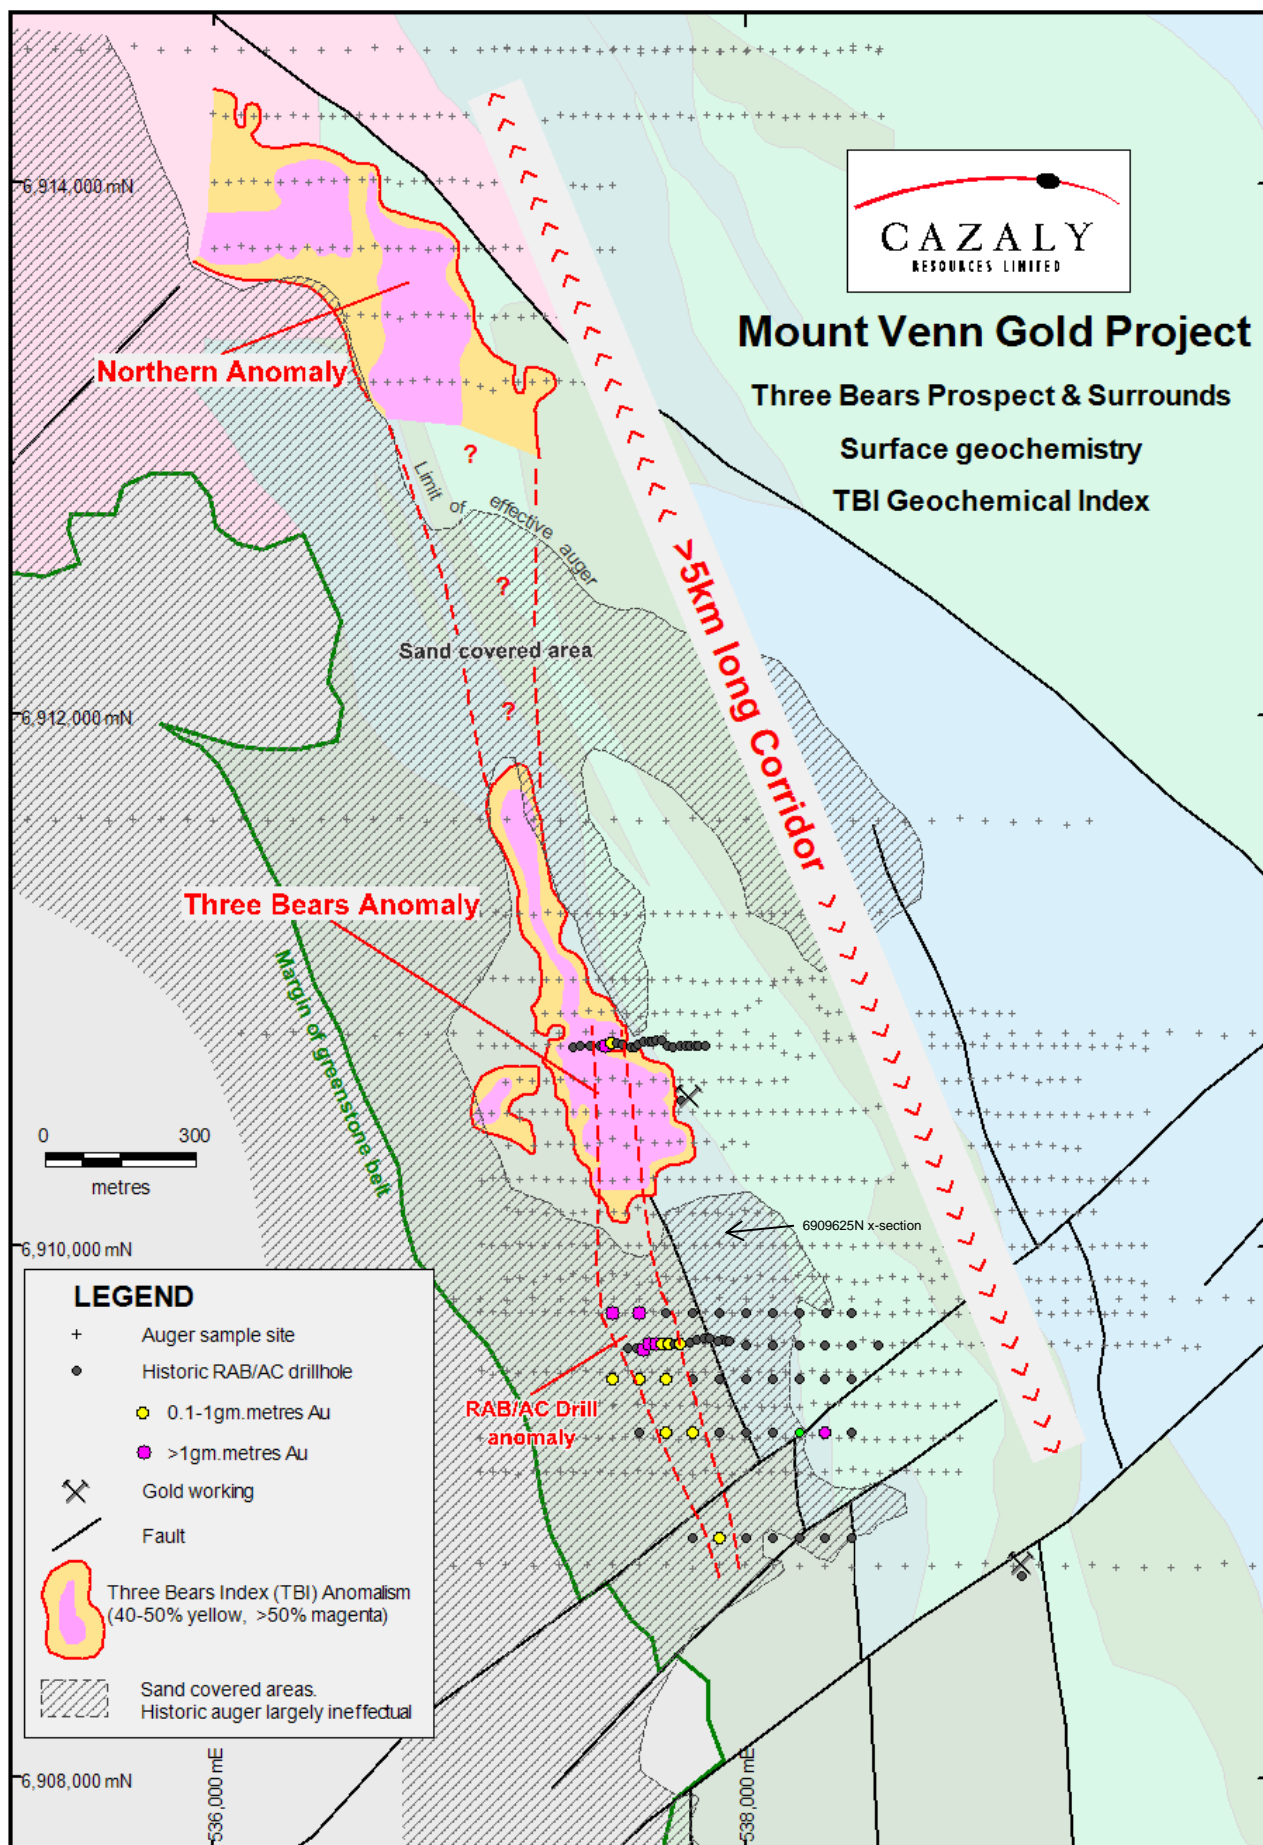 CAZALY
RESOURCES LIMITED
Mount Venn Gold Project
Three Bears Prospect & Surrounds
Surface geochemistry
TBI Geochemical Index
6,914,000 mN
Northern Anomaly
?
Limit of effective auger
?
>5km long Corridor
Sand covered area
?
6,912,000 mN
Three Bears Anomaly
Margin of greenstone belt
0 300
metres
6909625N x-section
6,910,000 mN
LEGEND
+ Auger sample site
Historic RAB/AC drillhole
0.1-1gm.metres Au
>1gm.metres Au
Gold working
Fault
Three Bears Index (TBI) Anomalism
(40-50% yellow, >50% magenta)
Sand covered areas.
Historic auger largely ineffectual
RAB/AC Drill
anomaly
6,908,000 mN
536,000 mE
538,000 mE